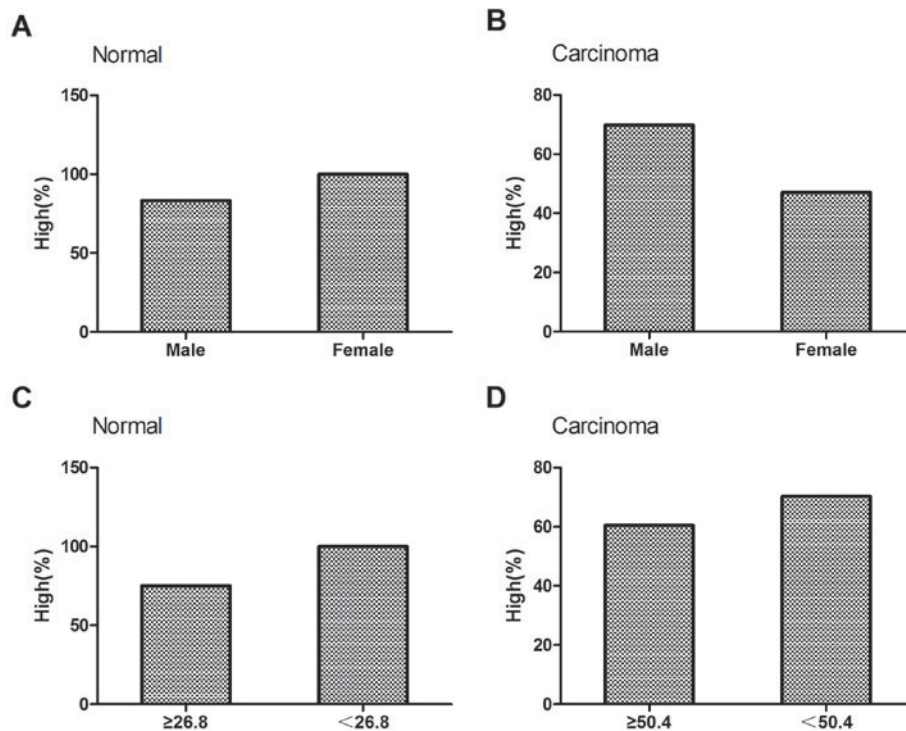 A
Normal
High(%)
150
100
50
0
Male Female
B
Carcinoma
High(%)
80
60
40
20
0
Male Female
C
Normal
High(%)
150
100
50
0
≥26.8 <26.8
D
Carcinoma
High(%)
80
60
40
20
0
≥50.4 <50.4